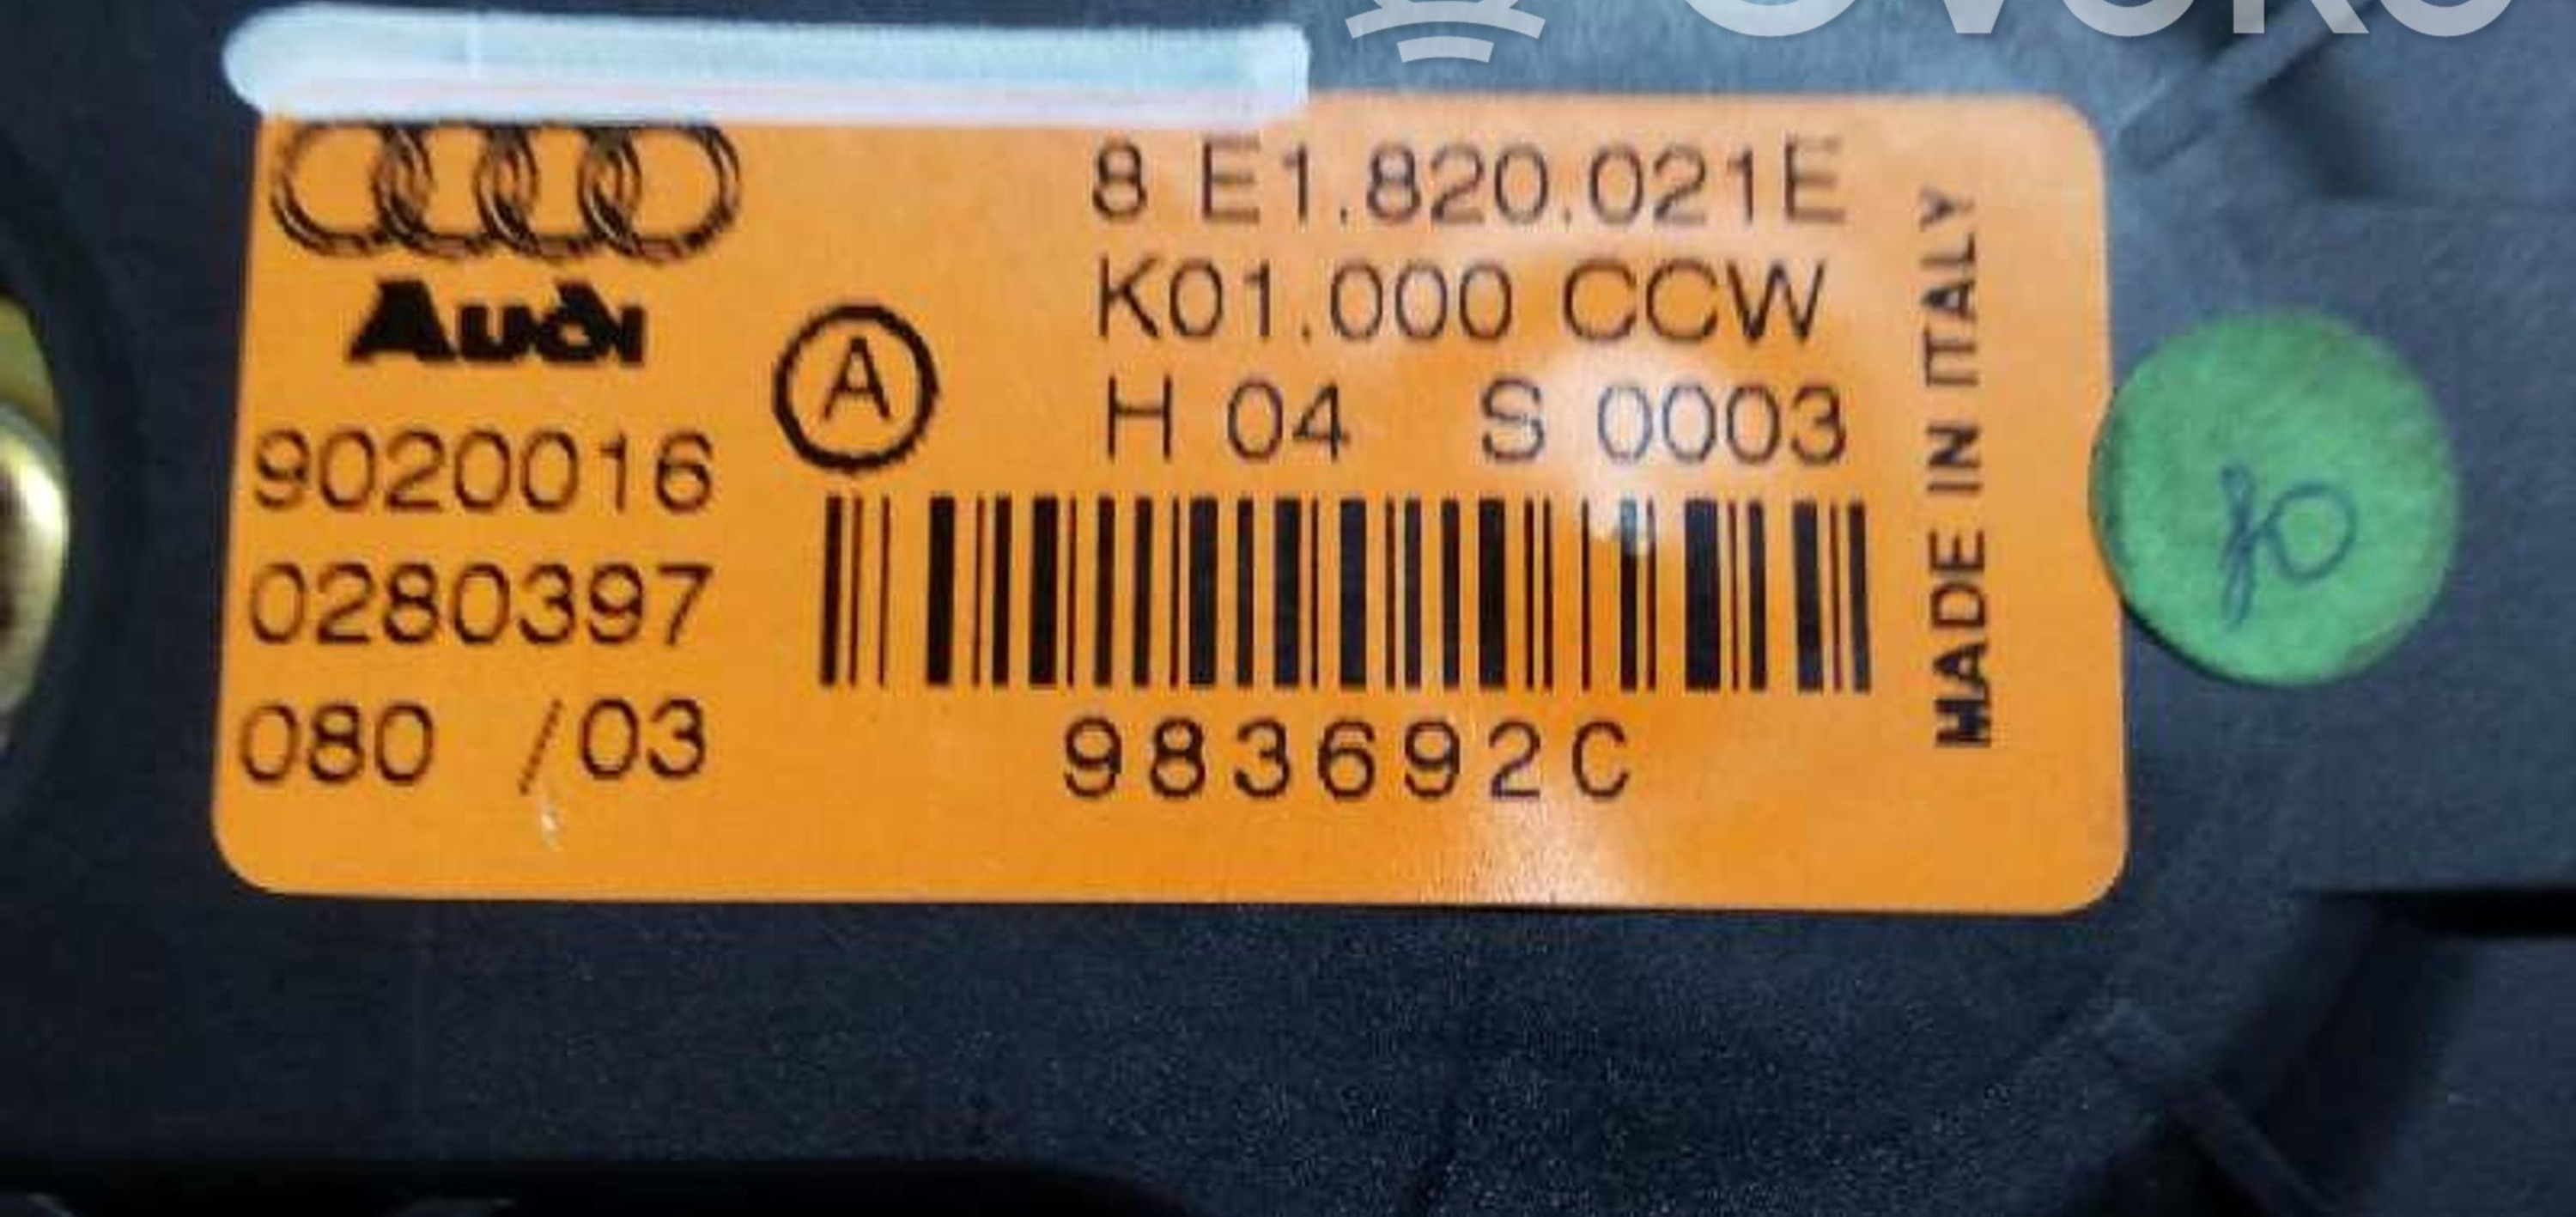 8 E1.820.021E
K01.000 CCW
H 04 S 0003
Audi
A
9020016
0280397
080 /03
983692C
MADE IN ITALY